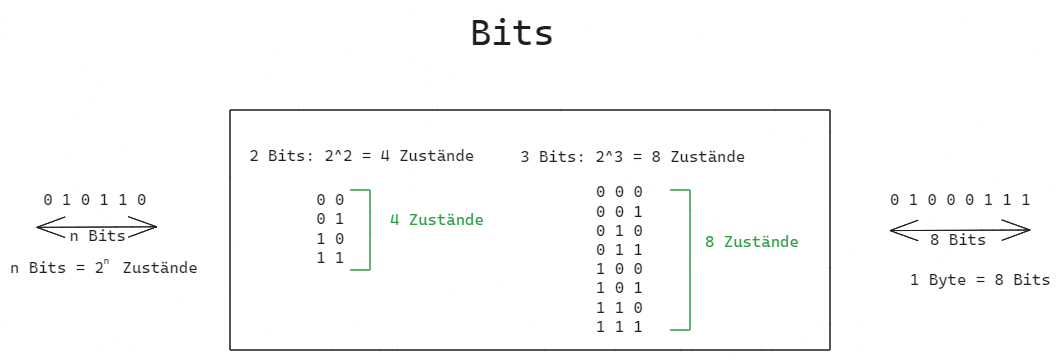 Bits
0 1 0 1 1 0
n Bits
n Bits = 2ⁿ Zustände
2 Bits: 2^2 = 4 Zustände
0 0
0 1
1 0
1 1
4 Zustände
3 Bits: 2^3 = 8 Zustände
0 0 0
0 0 1
0 1 0
0 1 1
1 0 0
1 0 1
1 1 0
1 1 1
8 Zustände
0 1 0 0 0 1 1 1
8 Bits
1 Byte = 8 Bits